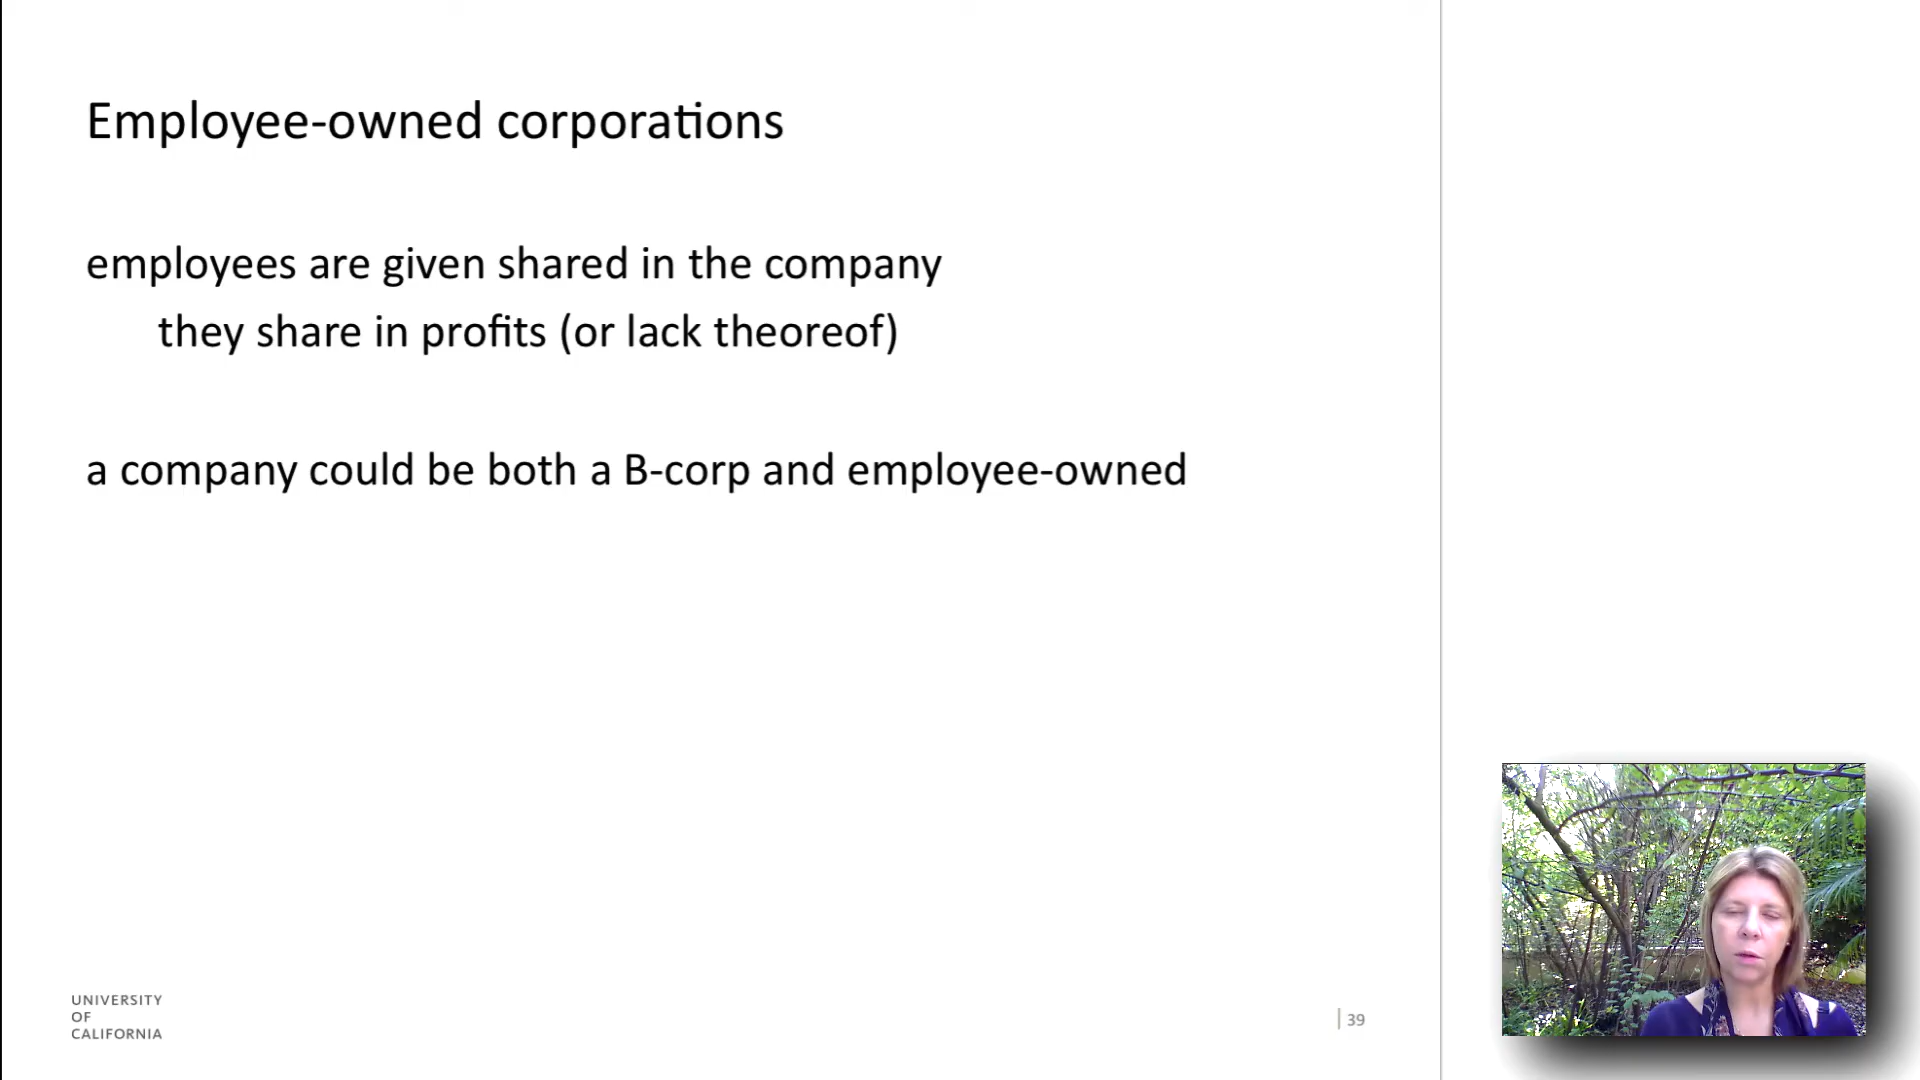 Employee-owned corporations
employees are given shared in the company
they share in profits (or lack theoreof)
a company could be both a B-corp and employee-owned
UNIVERSITY
OF
CALIFORNIA
39